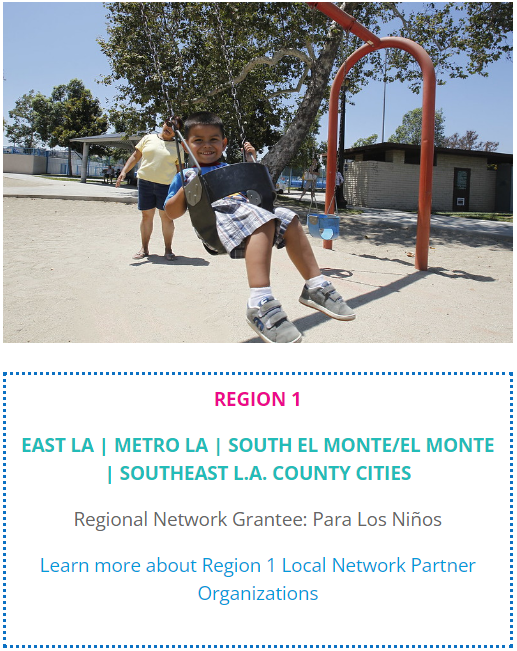 REGION 1
EAST LA | METRO LA | SOUTH EL MONTE/EL MONTE
| SOUTHEAST L.A. COUNTY CITIES
Regional Network Grantee: Para Los Niños
Learn more about Region 1 Local Network Partner
Organizations